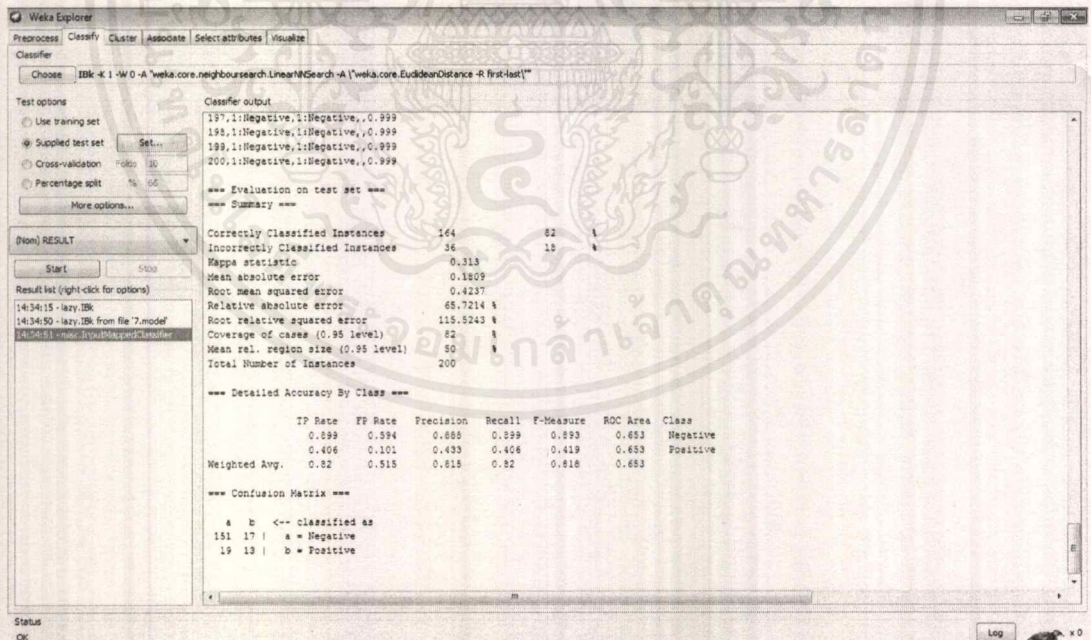 Weka Explorer
Preprocess Classify Cluster Associate Select attributes Visualize
Classifier
Choose IBk -K 1 -W 0 -A "weka.core.neighboursearch.LinearNNSearch -A \"weka.core.EuclideanDistance -R first-last\""
Test options
Use training set
Supplied test set Set...
Cross-validation Folds 10
Percentage split % 66
More options...
(Nom) RESULT
Start Stop
Result list (right-click for options)
14:34:15 - lazy.IBk
14:34:50 - lazy.IBk from file '7.model'
14:34:51 - misc.InputMappedClassifier
Classifier output
197,1:Negative,1:Negative,,0.999
198,1:Negative,1:Negative,,0.999
199,1:Negative,1:Negative,,0.999
200,1:Negative,1:Negative,,0.999
=== Evaluation on test set ===
=== Summary ===
Correctly Classified Instances 164 82 %
Incorrectly Classified Instances 36 18 %
Kappa statistic 0.313
Mean absolute error 0.1809
Root mean squared error 0.4237
Relative absolute error 65.7214 %
Root relative squared error 115.5243 %
Coverage of cases (0.95 level) 82 %
Mean rel. region size (0.95 level) 50 %
Total Number of Instances 200
=== Detailed Accuracy By Class ===
TP Rate FP Rate Precision Recall F-Measure ROC Area Class
0.899 0.594 0.888 0.899 0.893 0.653 Negative
0.406 0.101 0.433 0.406 0.419 0.653 Positive
Weighted Avg. 0.82 0.515 0.815 0.82 0.818 0.653
=== Confusion Matrix ===
a b <-- classified as
151 17 | a = Negative
19 13 | b = Positive
Status
OK
Log
x 0